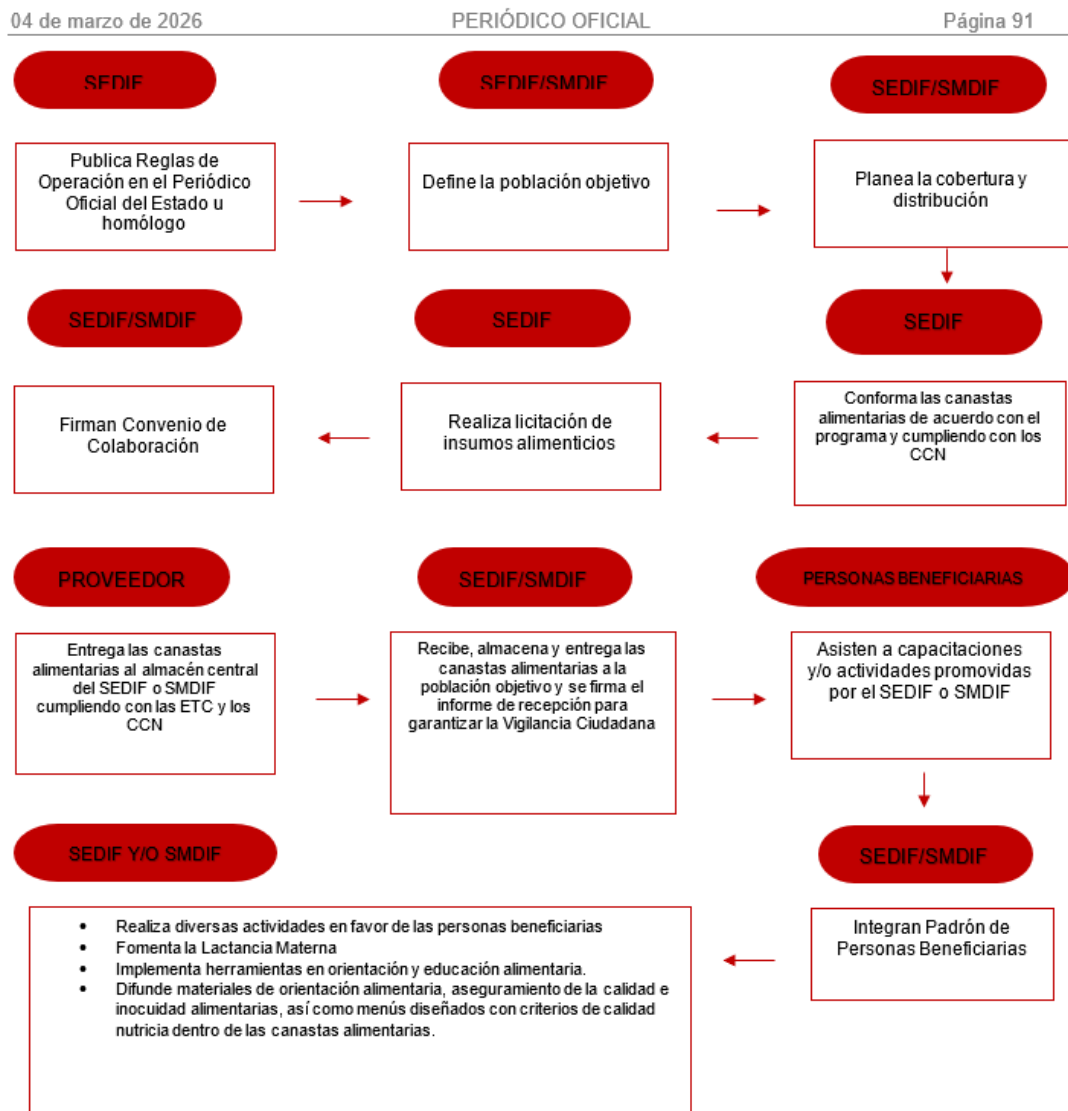 04 de marzo de 2026 PERIÓDICO OFICIAL Página 91
SEDIF
Publica Reglas de
Operación en el Periódico
Oficial del Estado u
homólogo
SEDIF/SMDIF
Define la población objetivo
SEDIF/SMDIF
Planea la cobertura y
distribución
SEDIF
Conforma las canastas
alimentarias de acuerdo con el
programa y cumpliendo con los
CCN
SEDIF
Realiza licitación de
insumos alimenticios
SEDIF/SMDIF
Firman Convenio de
Colaboración
PROVEEDOR
Entrega las canastas
alimentarias al almacén central
del SEDIF o SMDIF
cumpliendo con las ETC y los
CCN
SEDIF/SMDIF
Recibe, almacena y entrega las
canastas alimentarias a la
población objetivo y se firma el
informe de recepción para
garantizar la Vigilancia Ciudadana
PERSONAS BENEFICIARIAS
Asisten a capacitaciones
y/o actividades promovidas
por el SEDIF o SMDIF
SEDIF/SMDIF
Integran Padrón de
Personas Beneficiarias
SEDIF Y/O SMDIF
• Realiza diversas actividades en favor de las personas beneficiarias
• Fomenta la Lactancia Materna
• Implementa herramientas en orientación y educación alimentaria.
• Difunde materiales de orientación alimentaria, aseguramiento de la calidad e
inocuidad alimentarias, así como menús diseñados con criterios de calidad
nutricia dentro de las canastas alimentarias.